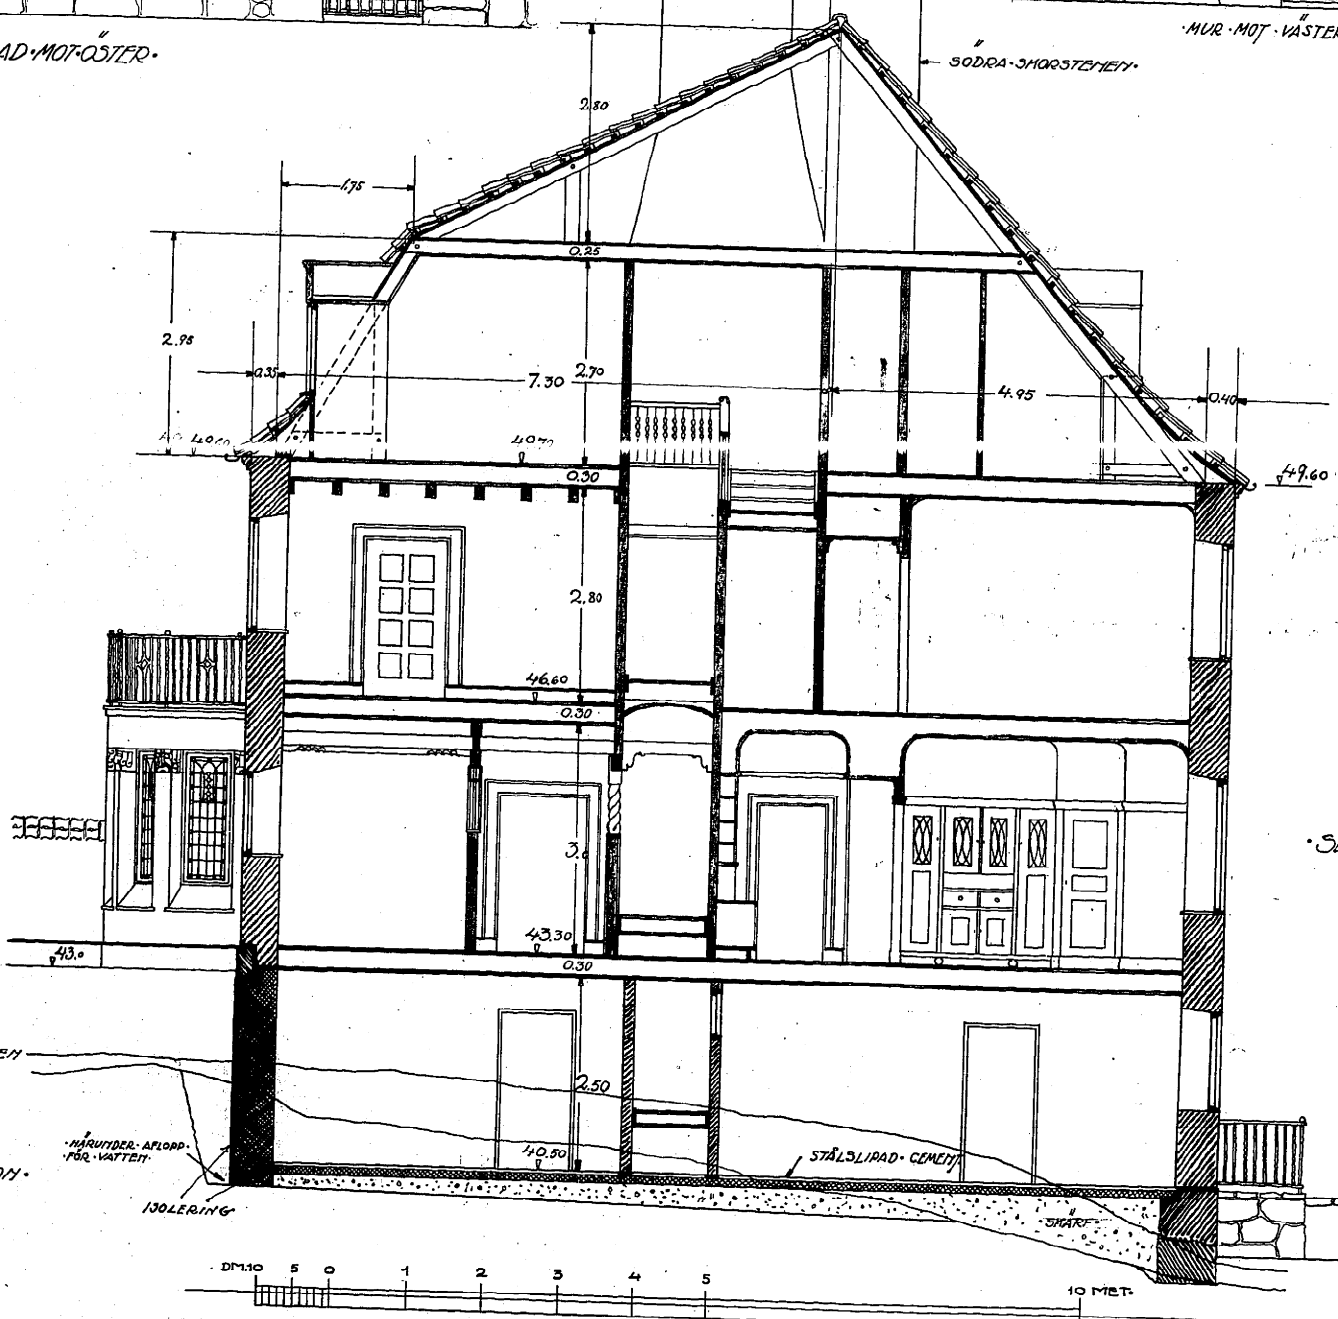 AD·MOT·ÖSTER·
·MUR·MOT·VÄSTER
SÖDRA·SKORSTENEN·
2.80
1.75
0.25
2.95
0.35
7.30
2.70
4.95
0.40
49.60
0.30
2.80
46.60
0.30
43.30
43.0
0.30
2.50
·HÄRUNDER·AFLOPP·
·FÖR·VATTEN·
40.50
STÅLSLIPAD·CEMENT
ISOLERING
SKÄRF
DM.10 5 0 1 2 3 4 5 10 MET.